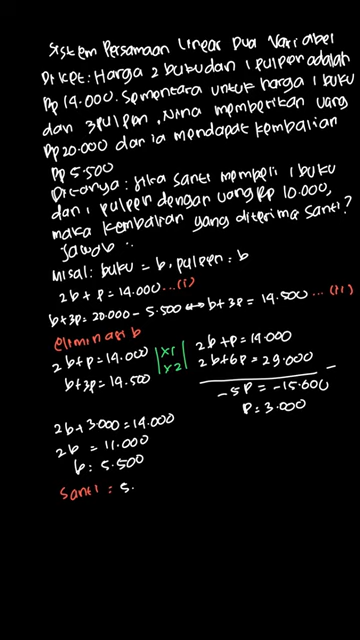 Sistem Persamaan Linear Dua Variabel
Diket: Harga 2 buku dan 1 pulpen adalah
Rp 14.000. Sementara untuk harga 1 buku
dan 3 pulpen, Nina memberikan uang
Rp20.000 dan ia mendapat kembalian
Rp 5.500
Ditanya: Jika Santi membeli 1 buku
dan 1 pulpen dengan uang Rp 10.000,
maka kembalian yang diterima Santi?
Jawab :
Misal: buku = b, pulpen = b
2b + p = 14.000 ...(i)
b+3p = 20.000 - 5.500 ↔ b+3p = 14.500 ...(ii)
eliminasi b
2b+p = 14.000 |x1| 2b+p = 14.000
b+3p = 14.500 |x2| 2b+6p = 29.000 -
-5p = -15.000
p = 3.000
2b+3.000 = 14.000
2b = 11.000
b = 5.500
Santi : 5.